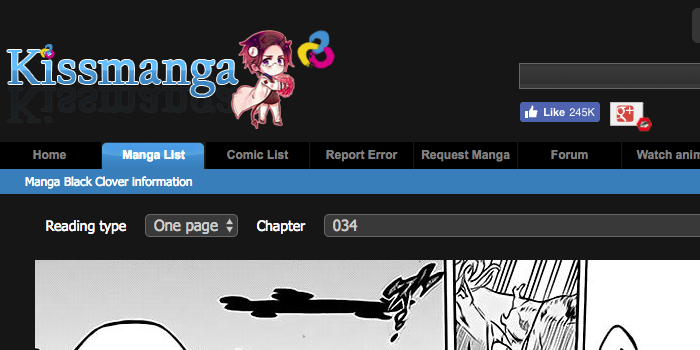 Kissmanga
Like 245K
Home Manga List Comic List Report Error Request Manga Forum Watch anim
Manga Black Clover information
Reading type One page Chapter 034